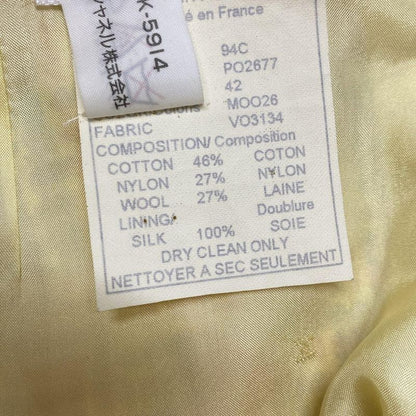 K-5914
シャネル株式会社
é en France
94C
PO2677
42
MOO26
FABRIC VO3134
COMPOSITION/ Composition
COTTON 46% COTON
NYLON 27% NYLON
WOOL 27% LAINE
LINING/ Doublure
SILK 100% SOIE
DRY CLEAN ONLY
NETTOYER A SEC SEULEMENT